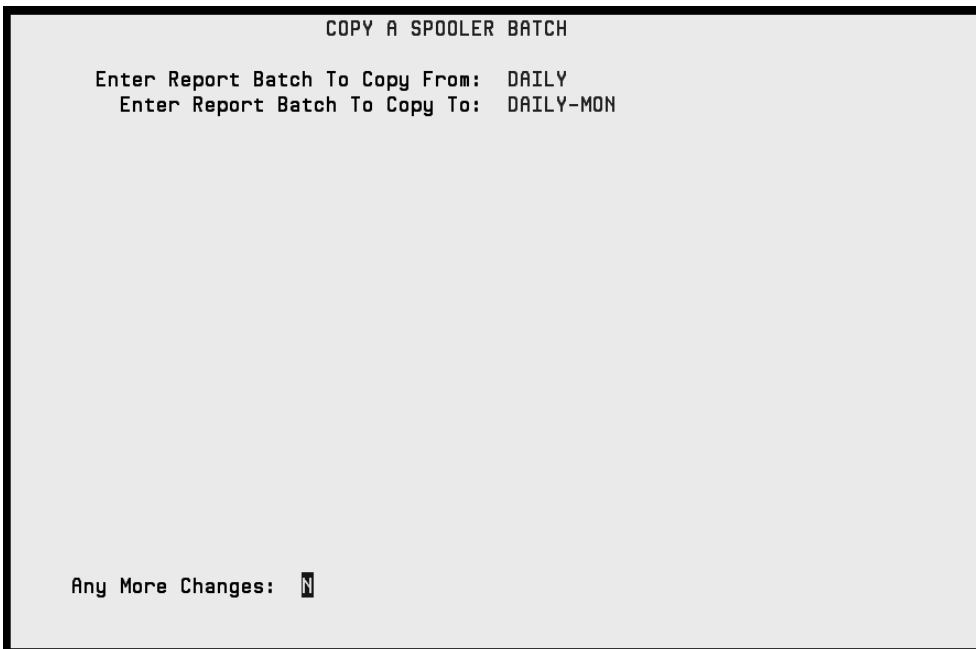 COPY A SPOOLER BATCH
Enter Report Batch To Copy From: DAILY
Enter Report Batch To Copy To: DAILY-MON
Any More Changes: N